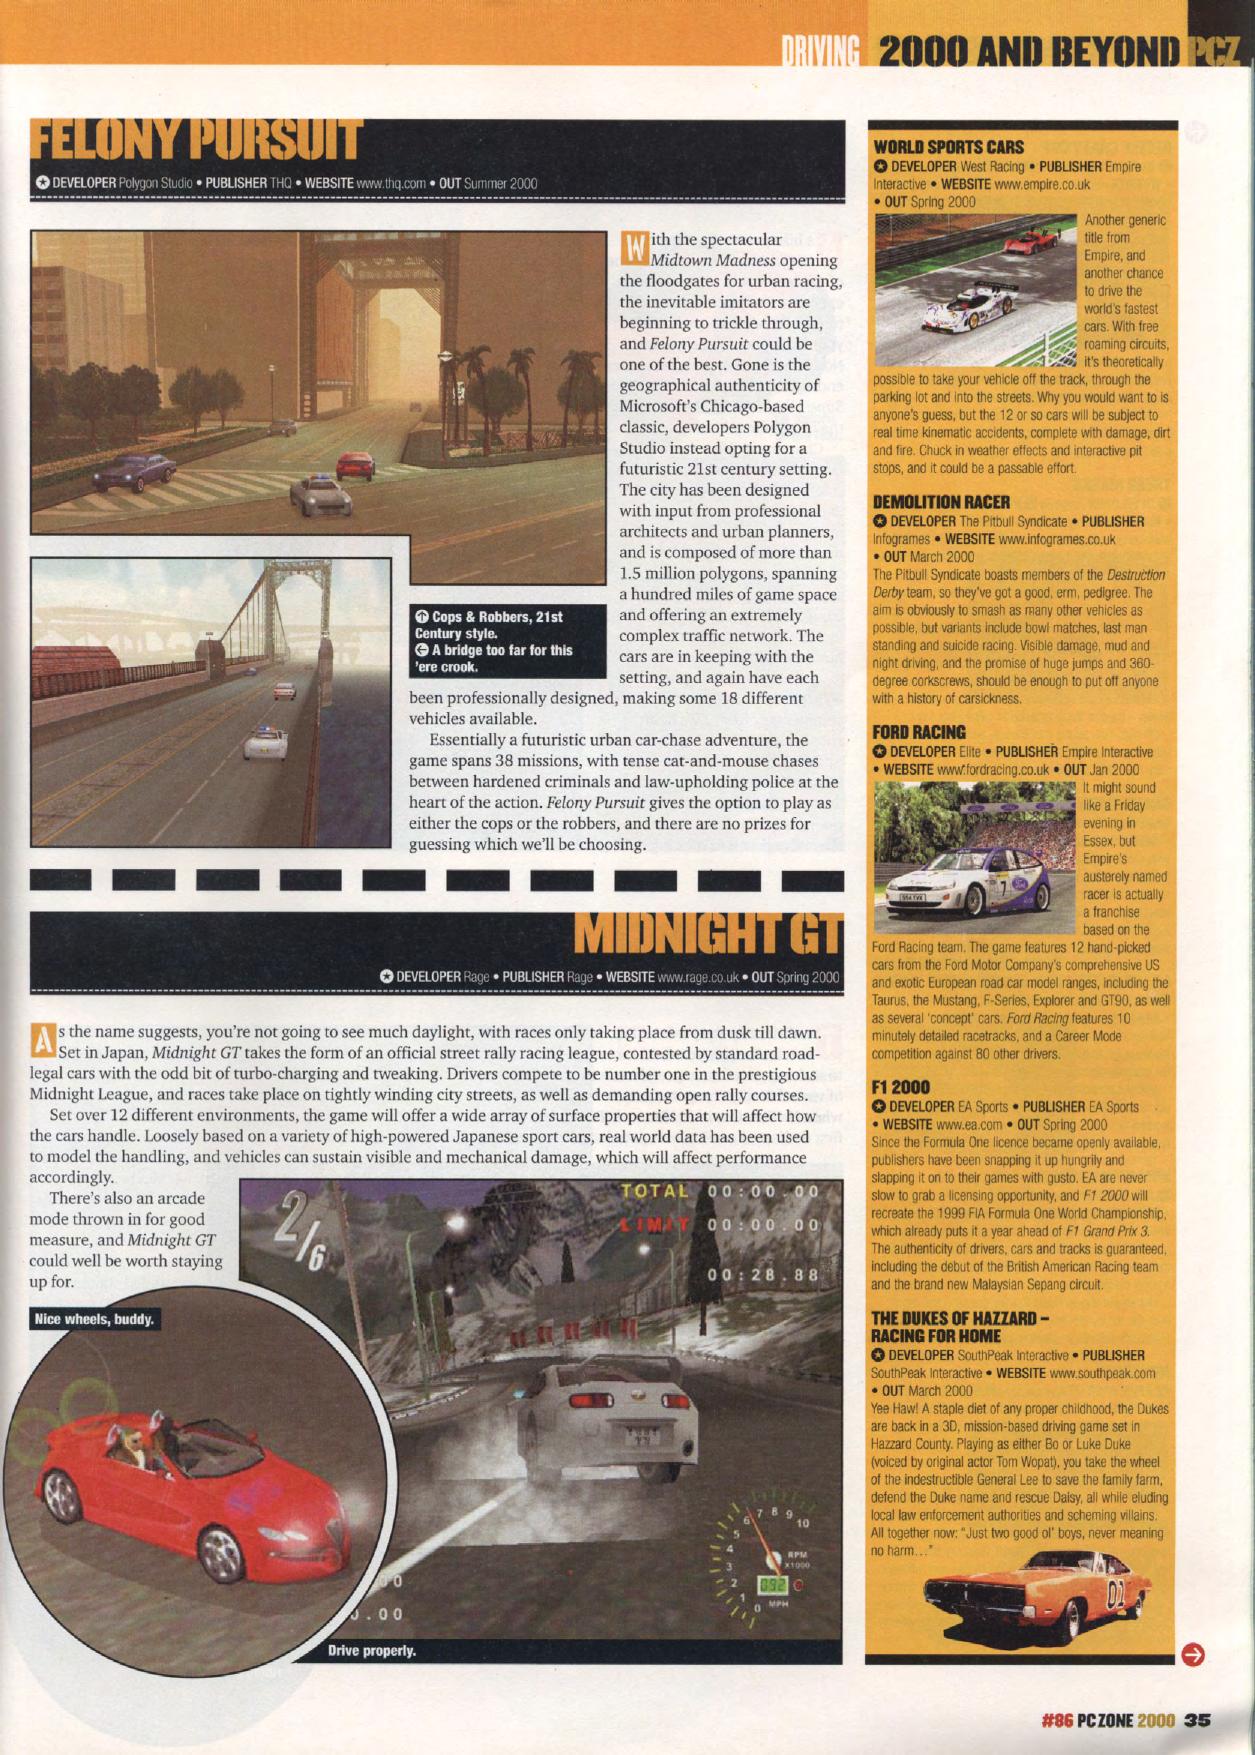 DRIVING 2000 AND BEYOND PCZ
FELONY PURSUIT
DEVELOPER Polygon Studio • PUBLISHER THQ • WEBSITE www.thq.com • OUT Summer 2000
With the spectacular
Midtown Madness opening
the floodgates for urban racing,
the inevitable imitators are
beginning to trickle through,
and Felony Pursuit could be
one of the best. Gone is the
geographical authenticity of
Microsoft's Chicago-based
classic, developers Polygon
Studio instead opting for a
futuristic 21st century setting.
The city has been designed
with input from professional
architects and urban planners,
and is composed of more than
1.5 million polygons, spanning
a hundred miles of game space
and offering an extremely
complex traffic network. The
cars are in keeping with the
setting, and again have each
been professionally designed, making some 18 different
vehicles available.
Essentially a futuristic urban car-chase adventure, the
game spans 38 missions, with tense cat-and-mouse chases
between hardened criminals and law-upholding police at the
heart of the action. Felony Pursuit gives the option to play as
either the cops or the robbers, and there are no prizes for
guessing which we'll be choosing.
Cops & Robbers, 21st
Century style.
A bridge too far for this
'ere crook.
MIDNIGHT GT
DEVELOPER Rage • PUBLISHER Rage • WEBSITE www.rage.co.uk • OUT Spring 2000
As the name suggests, you're not going to see much daylight, with races only taking place from dusk till dawn.
Set in Japan, Midnight GT takes the form of an official street rally racing league, contested by standard road-
legal cars with the odd bit of turbo-charging and tweaking. Drivers compete to be number one in the prestigious
Midnight League, and races take place on tightly winding city streets, as well as demanding open rally courses.
Set over 12 different environments, the game will offer a wide array of surface properties that will affect how
the cars handle. Loosely based on a variety of high-powered Japanese sport cars, real world data has been used
to model the handling, and vehicles can sustain visible and mechanical damage, which will affect performance
accordingly.
There's also an arcade
mode thrown in for good
measure, and Midnight GT
could well be worth staying
up for.
Nice wheels, buddy.
2/6
TOTAL 00:00.00
LIMIT 00:00.00
00:28.88
0 1 2 3 4 5 6 7 8 9 10
RPM
X1000
092
MPH
Drive properly.
WORLD SPORTS CARS
DEVELOPER West Racing • PUBLISHER Empire
Interactive • WEBSITE www.empire.co.uk
• OUT Spring 2000
Another generic
title from
Empire, and
another chance
to drive the
world's fastest
cars. With free
roaming circuits,
it's theoretically
possible to take your vehicle off the track, through the
parking lot and into the streets. Why you would want to is
anyone's guess, but the 12 or so cars will be subject to
real time kinematic accidents, complete with damage, dirt
and fire. Chuck in weather effects and interactive pit
stops, and it could be a passable effort.
DEMOLITION RACER
DEVELOPER The Pitbull Syndicate • PUBLISHER
Infogrames • WEBSITE www.infogrames.co.uk
• OUT March 2000
The Pitbull Syndicate boasts members of the Destruction
Derby team, so they've got a good, erm, pedigree. The
aim is obviously to smash as many other vehicles as
possible, but variants include bowl matches, last man
standing and suicide racing. Visible damage, mud and
night driving, and the promise of huge jumps and 360-
degree corkscrews, should be enough to put off anyone
with a history of carsickness.
FORD RACING
DEVELOPER Elite • PUBLISHER Empire Interactive
• WEBSITE www.fordracing.co.uk • OUT Jan 2000
It might sound
like a Friday
evening in
Essex, but
Empire's
austerely named
racer is actually
a franchise
based on the
Ford Racing team. The game features 12 hand-picked
cars from the Ford Motor Company's comprehensive US
and exotic European road car model ranges, including the
Taurus, the Mustang, F-Series, Explorer and GT90, as well
as several 'concept' cars. Ford Racing features 10
minutely detailed racetracks, and a Career Mode
competition against 80 other drivers.
F1 2000
DEVELOPER EA Sports • PUBLISHER EA Sports
• WEBSITE www.ea.com • OUT Spring 2000
Since the Formula One licence became openly available,
publishers have been snapping it up hungrily and
slapping it on to their games with gusto. EA are never
slow to grab a licensing opportunity, and F1 2000 will
recreate the 1999 FIA Formula One World Championship,
which already puts it a year ahead of F1 Grand Prix 3.
The authenticity of drivers, cars and tracks is guaranteed,
including the debut of the British American Racing team
and the brand new Malaysian Sepang circuit.
THE DUKES OF HAZZARD –
RACING FOR HOME
DEVELOPER SouthPeak Interactive • PUBLISHER
SouthPeak Interactive • WEBSITE www.southpeak.com
• OUT March 2000
Yee Haw! A staple diet of any proper childhood, the Dukes
are back in a 3D, mission-based driving game set in
Hazzard County. Playing as either Bo or Luke Duke
(voiced by original actor Tom Wopat), you take the wheel
of the indestructible General Lee to save the family farm,
defend the Duke name and rescue Daisy, all while eluding
local law enforcement authorities and scheming villains.
All together now: "Just two good ol' boys, never meaning
no harm..."
01
#86 PC ZONE 2000 35